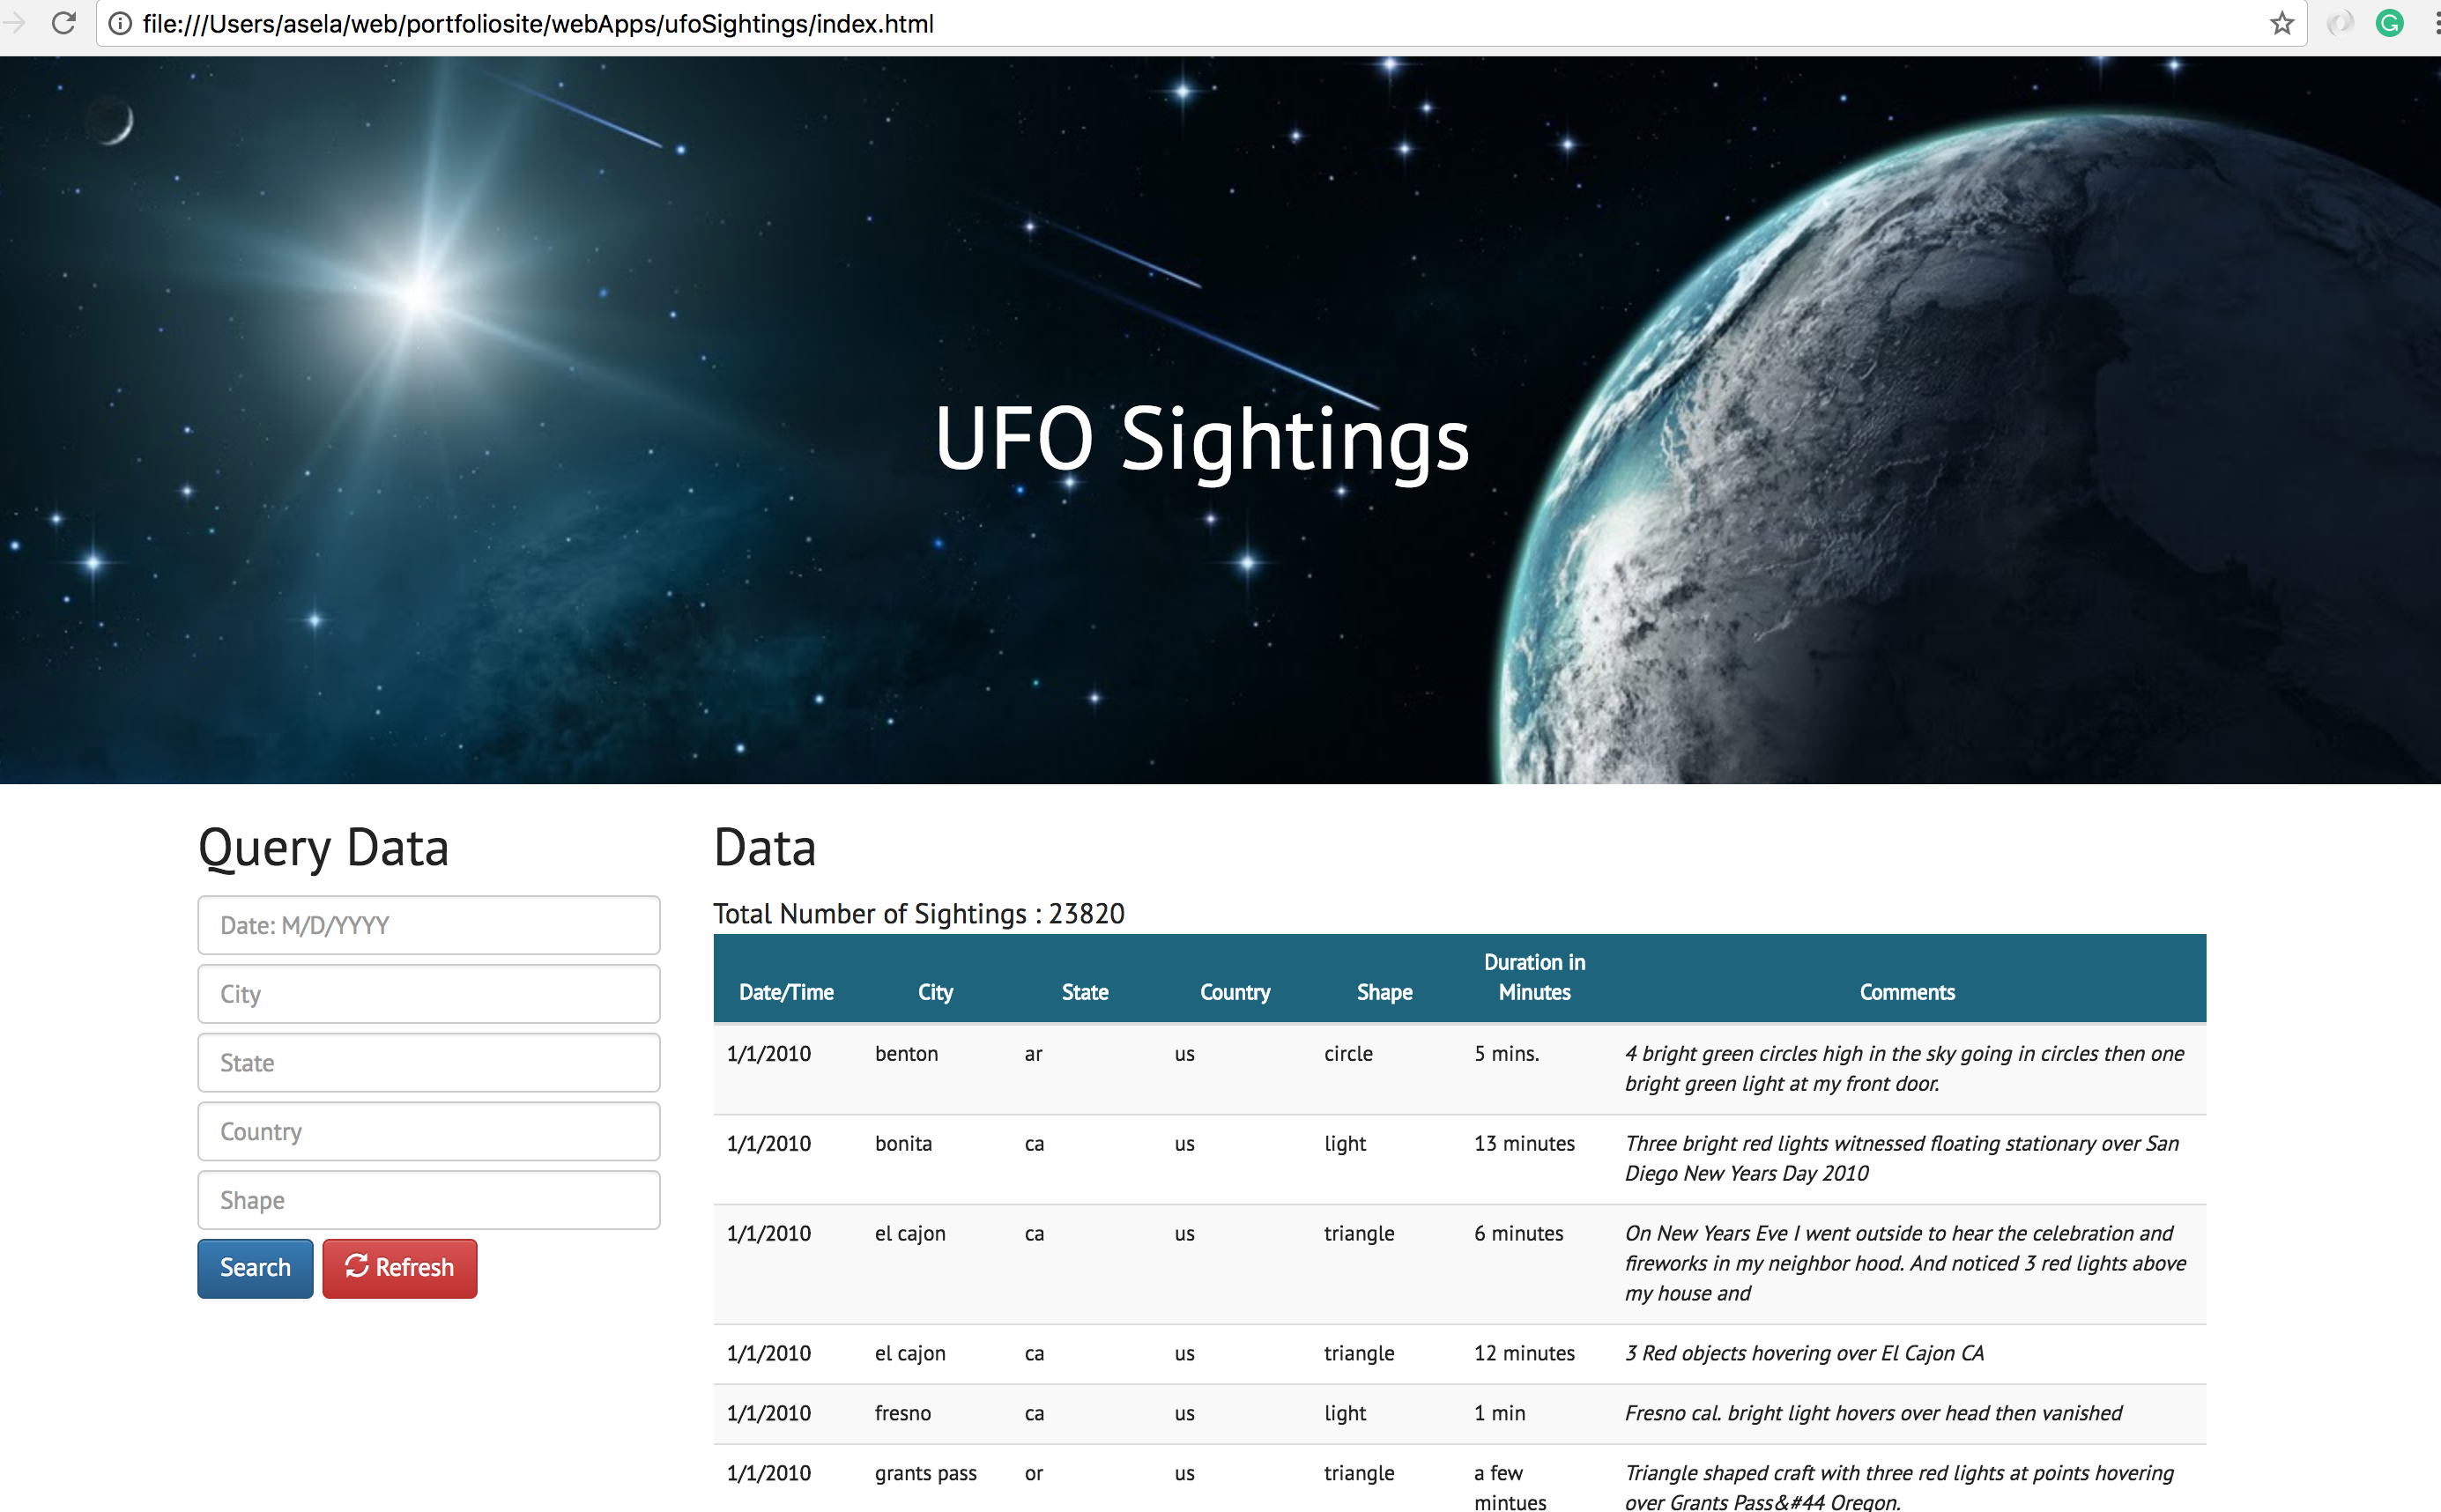 file:///Users/asela/web/portfoliosite/webApps/ufoSightings/index.html
UFO Sightings
Query Data
Date: M/D/YYYY
City
State
Country
Shape
Search Refresh
Data
Total Number of Sightings : 23820
Date/Time City State Country Shape Duration in Minutes Comments
1/1/2010 benton ar us circle 5 mins. 4 bright green circles high in the sky going in circles then one
bright green light at my front door.
1/1/2010 bonita ca us light 13 minutes Three bright red lights witnessed floating stationary over San
Diego New Years Day 2010
1/1/2010 el cajon ca us triangle 6 minutes On New Years Eve I went outside to hear the celebration and
fireworks in my neighbor hood. And noticed 3 red lights above
my house and
1/1/2010 el cajon ca us triangle 12 minutes 3 Red objects hovering over El Cajon CA
1/1/2010 fresno ca us light 1 min Fresno cal. bright light hovers over head then vanished
1/1/2010 grants pass or us triangle a few Triangle shaped craft with three red lights at points hovering
mintues over Grants Pass&#44 Oregon.